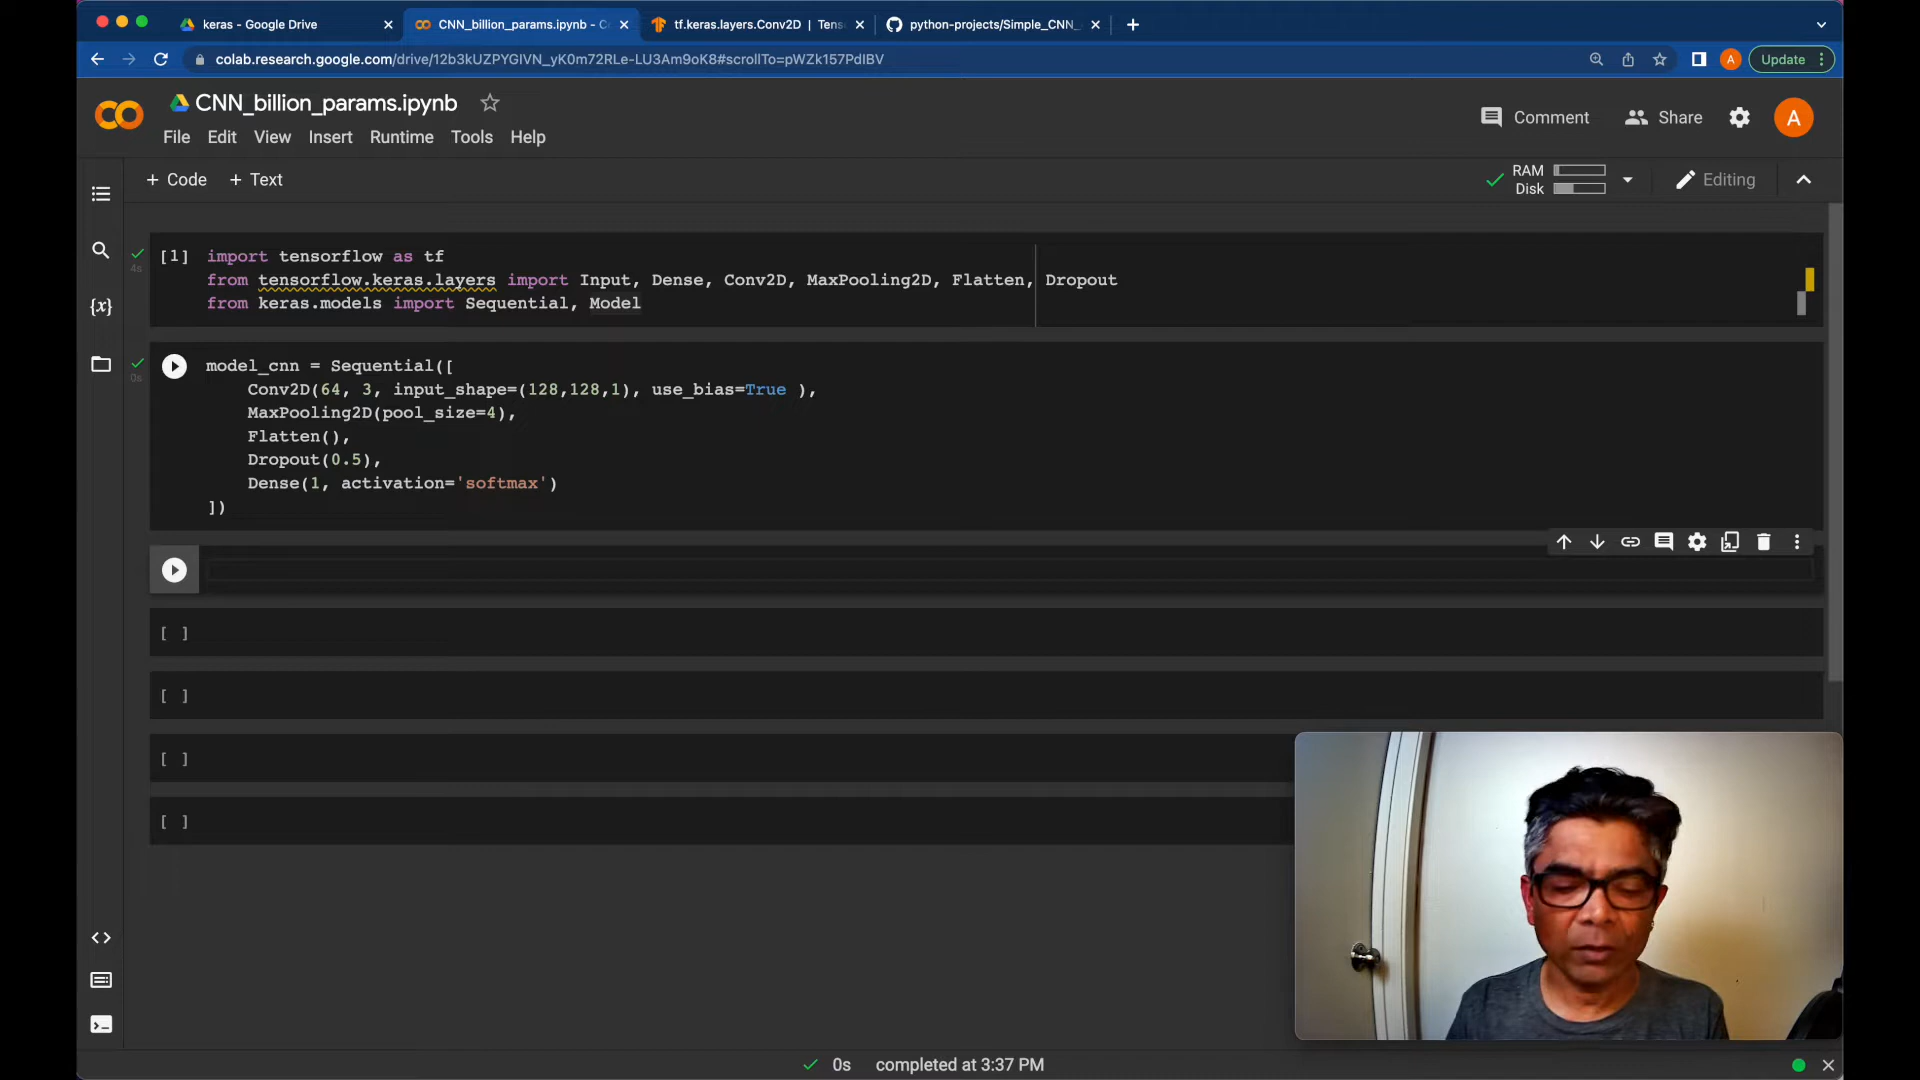 keras - Google Drive
CNN_billion_params.ipynb - C
tf.keras.layers.Conv2D | Tens
python-projects/Simple_CNN_
colab.research.google.com/drive/12b3kUZPYGIVN_yK0m72RLe-LU3Am9oK8#scrollTo=pWZk157PdIBV
A
Update
CNN_billion_params.ipynb
File Edit View Insert Runtime Tools Help
Comment
Share
A
+ Code + Text
RAM
Disk
Editing
[1] import tensorflow as tf
4s
from tensorflow.keras.layers import Input, Dense, Conv2D, MaxPooling2D, Flatten, Dropout
from keras.models import Sequential, Model
model_cnn = Sequential([
0s
Conv2D(64, 3, input_shape=(128,128,1), use_bias=True ),
MaxPooling2D(pool_size=4),
Flatten(),
Dropout(0.5),
Dense(1, activation='softmax')
])
[ ]
[ ]
[ ]
[ ]
0s completed at 3:37 PM